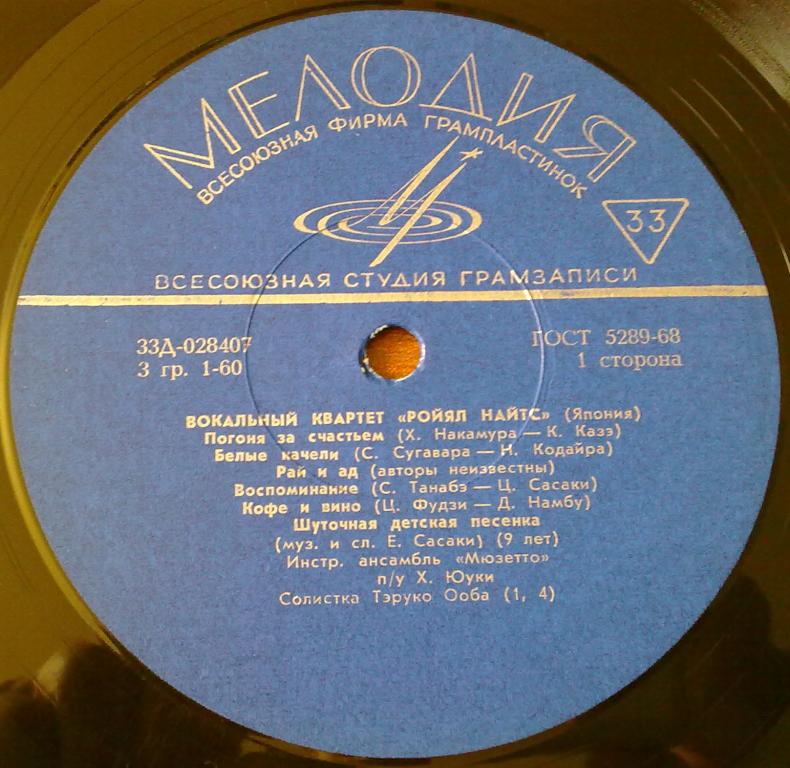 МЕЛОДИЯ
ВСЕСОЮЗНАЯ ФИРМА ГРАМПЛАСТИНОК
33
ВСЕСОЮЗНАЯ СТУДИЯ ГРАМЗАПИСИ
33Д-028407
ГОСТ 5289-68
3 гр. 1-60
1 сторона
ВОКАЛЬНЫЙ КВАРТЕТ «РОЙЯЛ НАЙТС» (Япония)
Погоня за счастьем (Х. Накамура — К. Казэ)
Белые качели (С. Сугавара — Н. Кодайра)
Рай и ад (авторы неизвестны)
Воспоминание (С. Танабэ — Ц. Сасаки)
Кофе и вино (Ц. Фудзи — Д. Намбу)
Шуточная детская песенка
(муз. и сл. Е. Сасаки) (9 лет)
Инстр. ансамбль «Мюзетто»
п/у Х. Юуки
Солистка Тэруко Ооба (1, 4)